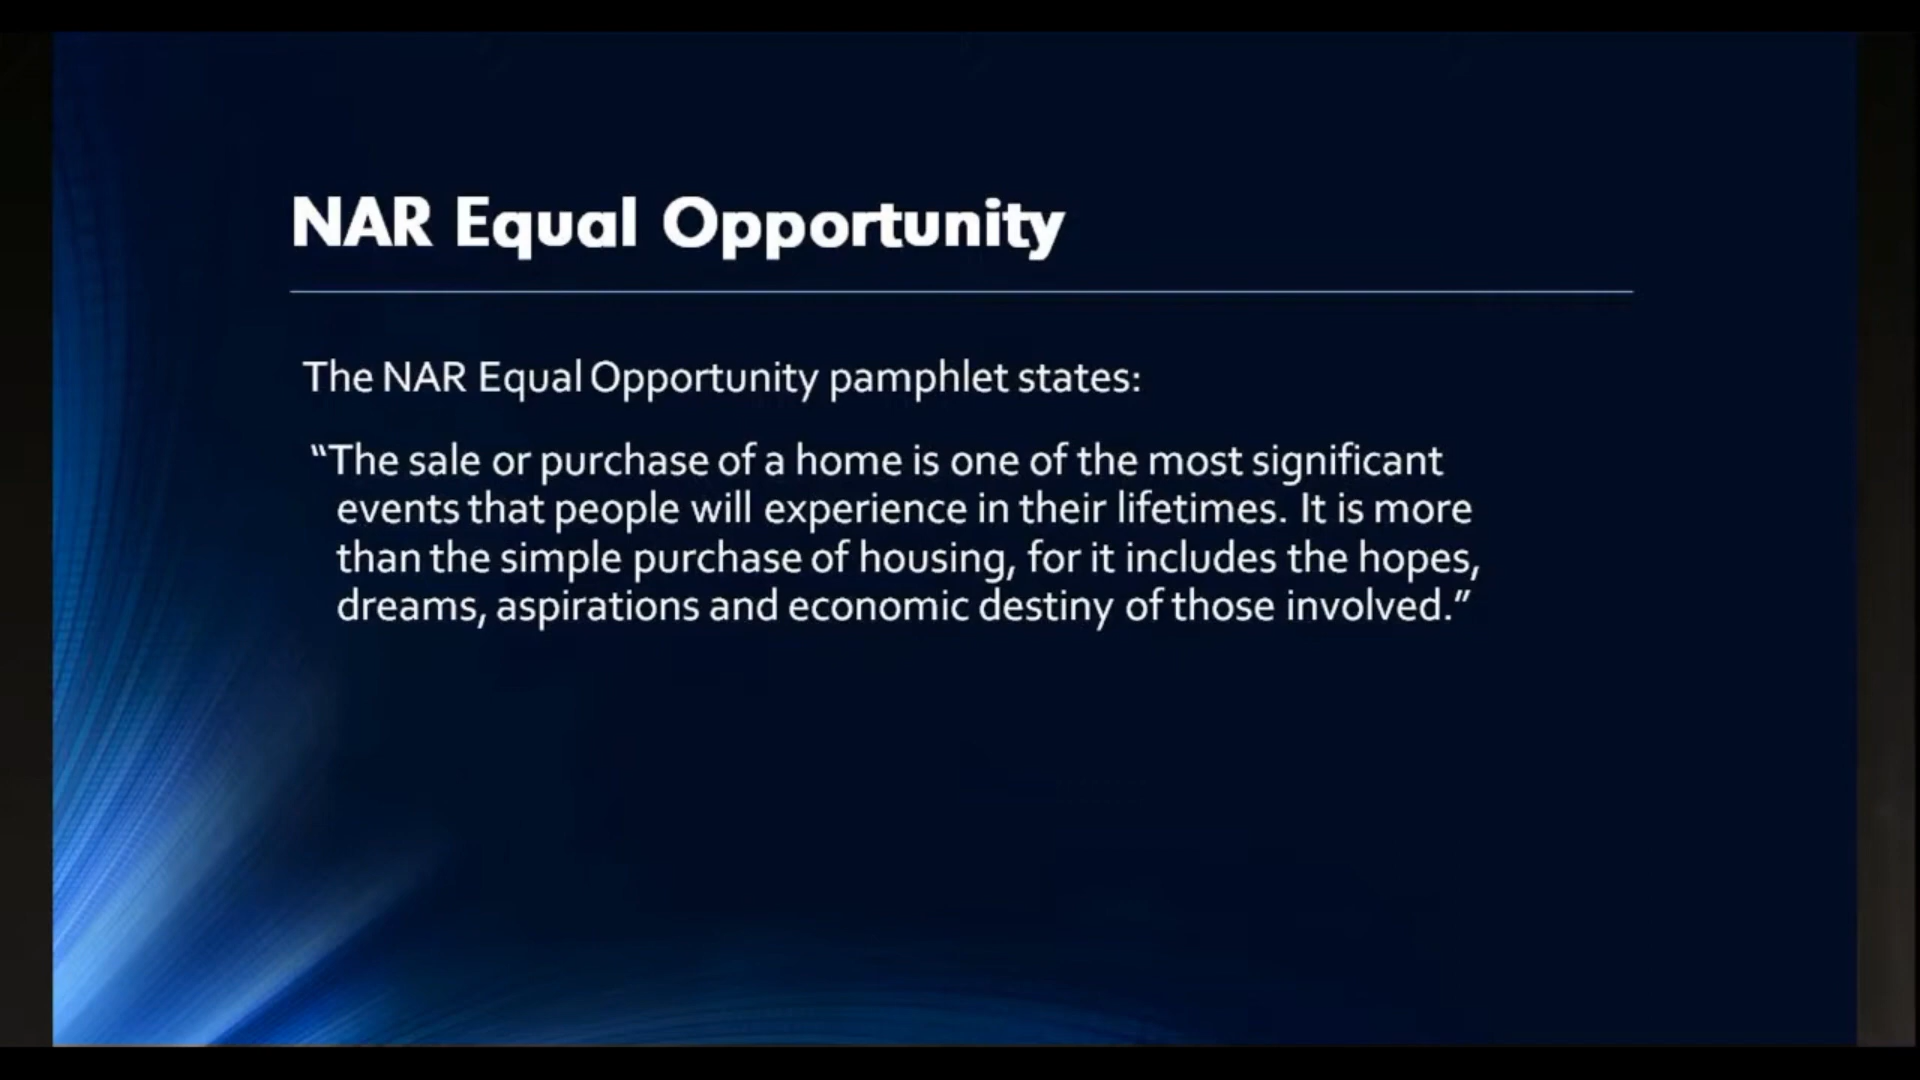 NAR Equal Opportunity
The NAR Equal Opportunity pamphlet states:
“The sale or purchase of a home is one of the most significant
events that people will experience in their lifetimes. It is more
than the simple purchase of housing, for it includes the hopes,
dreams, aspirations and economic destiny of those involved.”